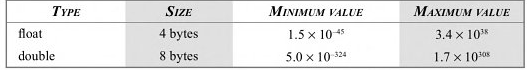 TYPE SIZE MINIMUM VALUE MAXIMUM VALUE
float 4 bytes 1.5 × 10⁻⁴⁵ 3.4 × 10³⁸
double 8 bytes 5.0 × 10⁻³²⁴ 1.7 × 10³⁰⁸